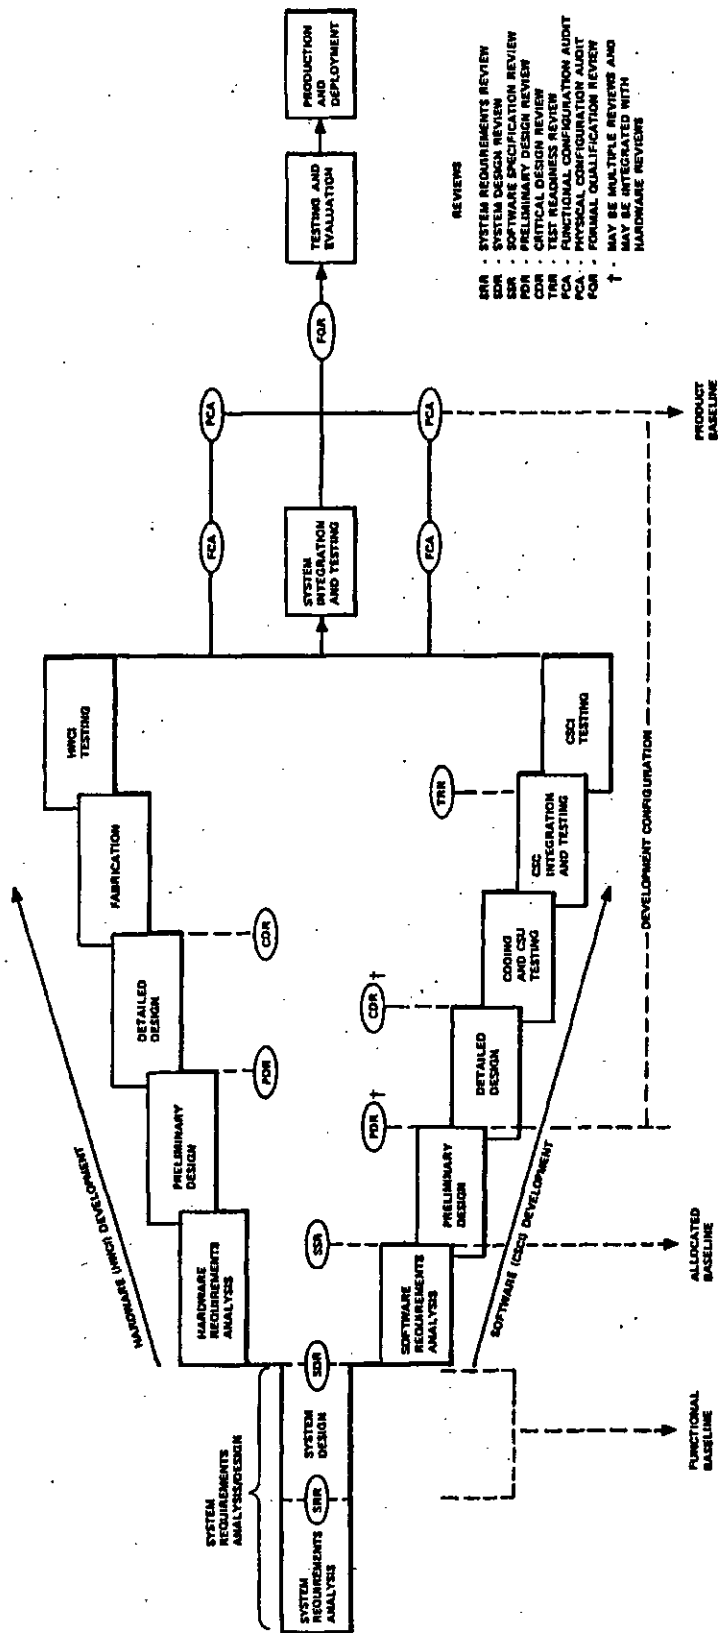 SYSTEM
REQUIREMENTS
ANALYSIS/DESIGN
SYSTEM
REQUIREMENTS
ANALYSIS
SRR
SYSTEM
DESIGN
SDR
HARDWARE (HWCI) DEVELOPMENT
HARDWARE
REQUIREMENTS
ANALYSIS
PRELIMINARY
DESIGN
PDR
DETAILED
DESIGN
CDR
FABRICATION
HWCI
TESTING
SOFTWARE
REQUIREMENTS
ANALYSIS
SSR
PRELIMINARY
DESIGN
PDR †
DETAILED
DESIGN
CDR †
CODING
AND CSU
TESTING
CSC
INTEGRATION
AND TESTING
TRR
CSCI
TESTING
SOFTWARE (CSCI) DEVELOPMENT
FCA
PCA
SYSTEM
INTEGRATION
AND TESTING
FCA
PCA
FQR
TESTING AND
EVALUATION
PRODUCTION
AND
DEPLOYMENT
FUNCTIONAL
BASELINE
ALLOCATED
BASELINE
DEVELOPMENT CONFIGURATION
PRODUCT
BASELINE
REVIEWS
SRR - SYSTEM REQUIREMENTS REVIEW
SDR - SYSTEM DESIGN REVIEW
SSR - SOFTWARE SPECIFICATION REVIEW
PDR - PRELIMINARY DESIGN REVIEW
CDR - CRITICAL DESIGN REVIEW
TRR - TEST READINESS REVIEW
FCA - FUNCTIONAL CONFIGURATION AUDIT
PCA - PHYSICAL CONFIGURATION AUDIT
FQR - FORMAL QUALIFICATION REVIEW
† - MAY BE MULTIPLE REVIEWS AND
MAY BE INTEGRATED WITH
HARDWARE REVIEWS